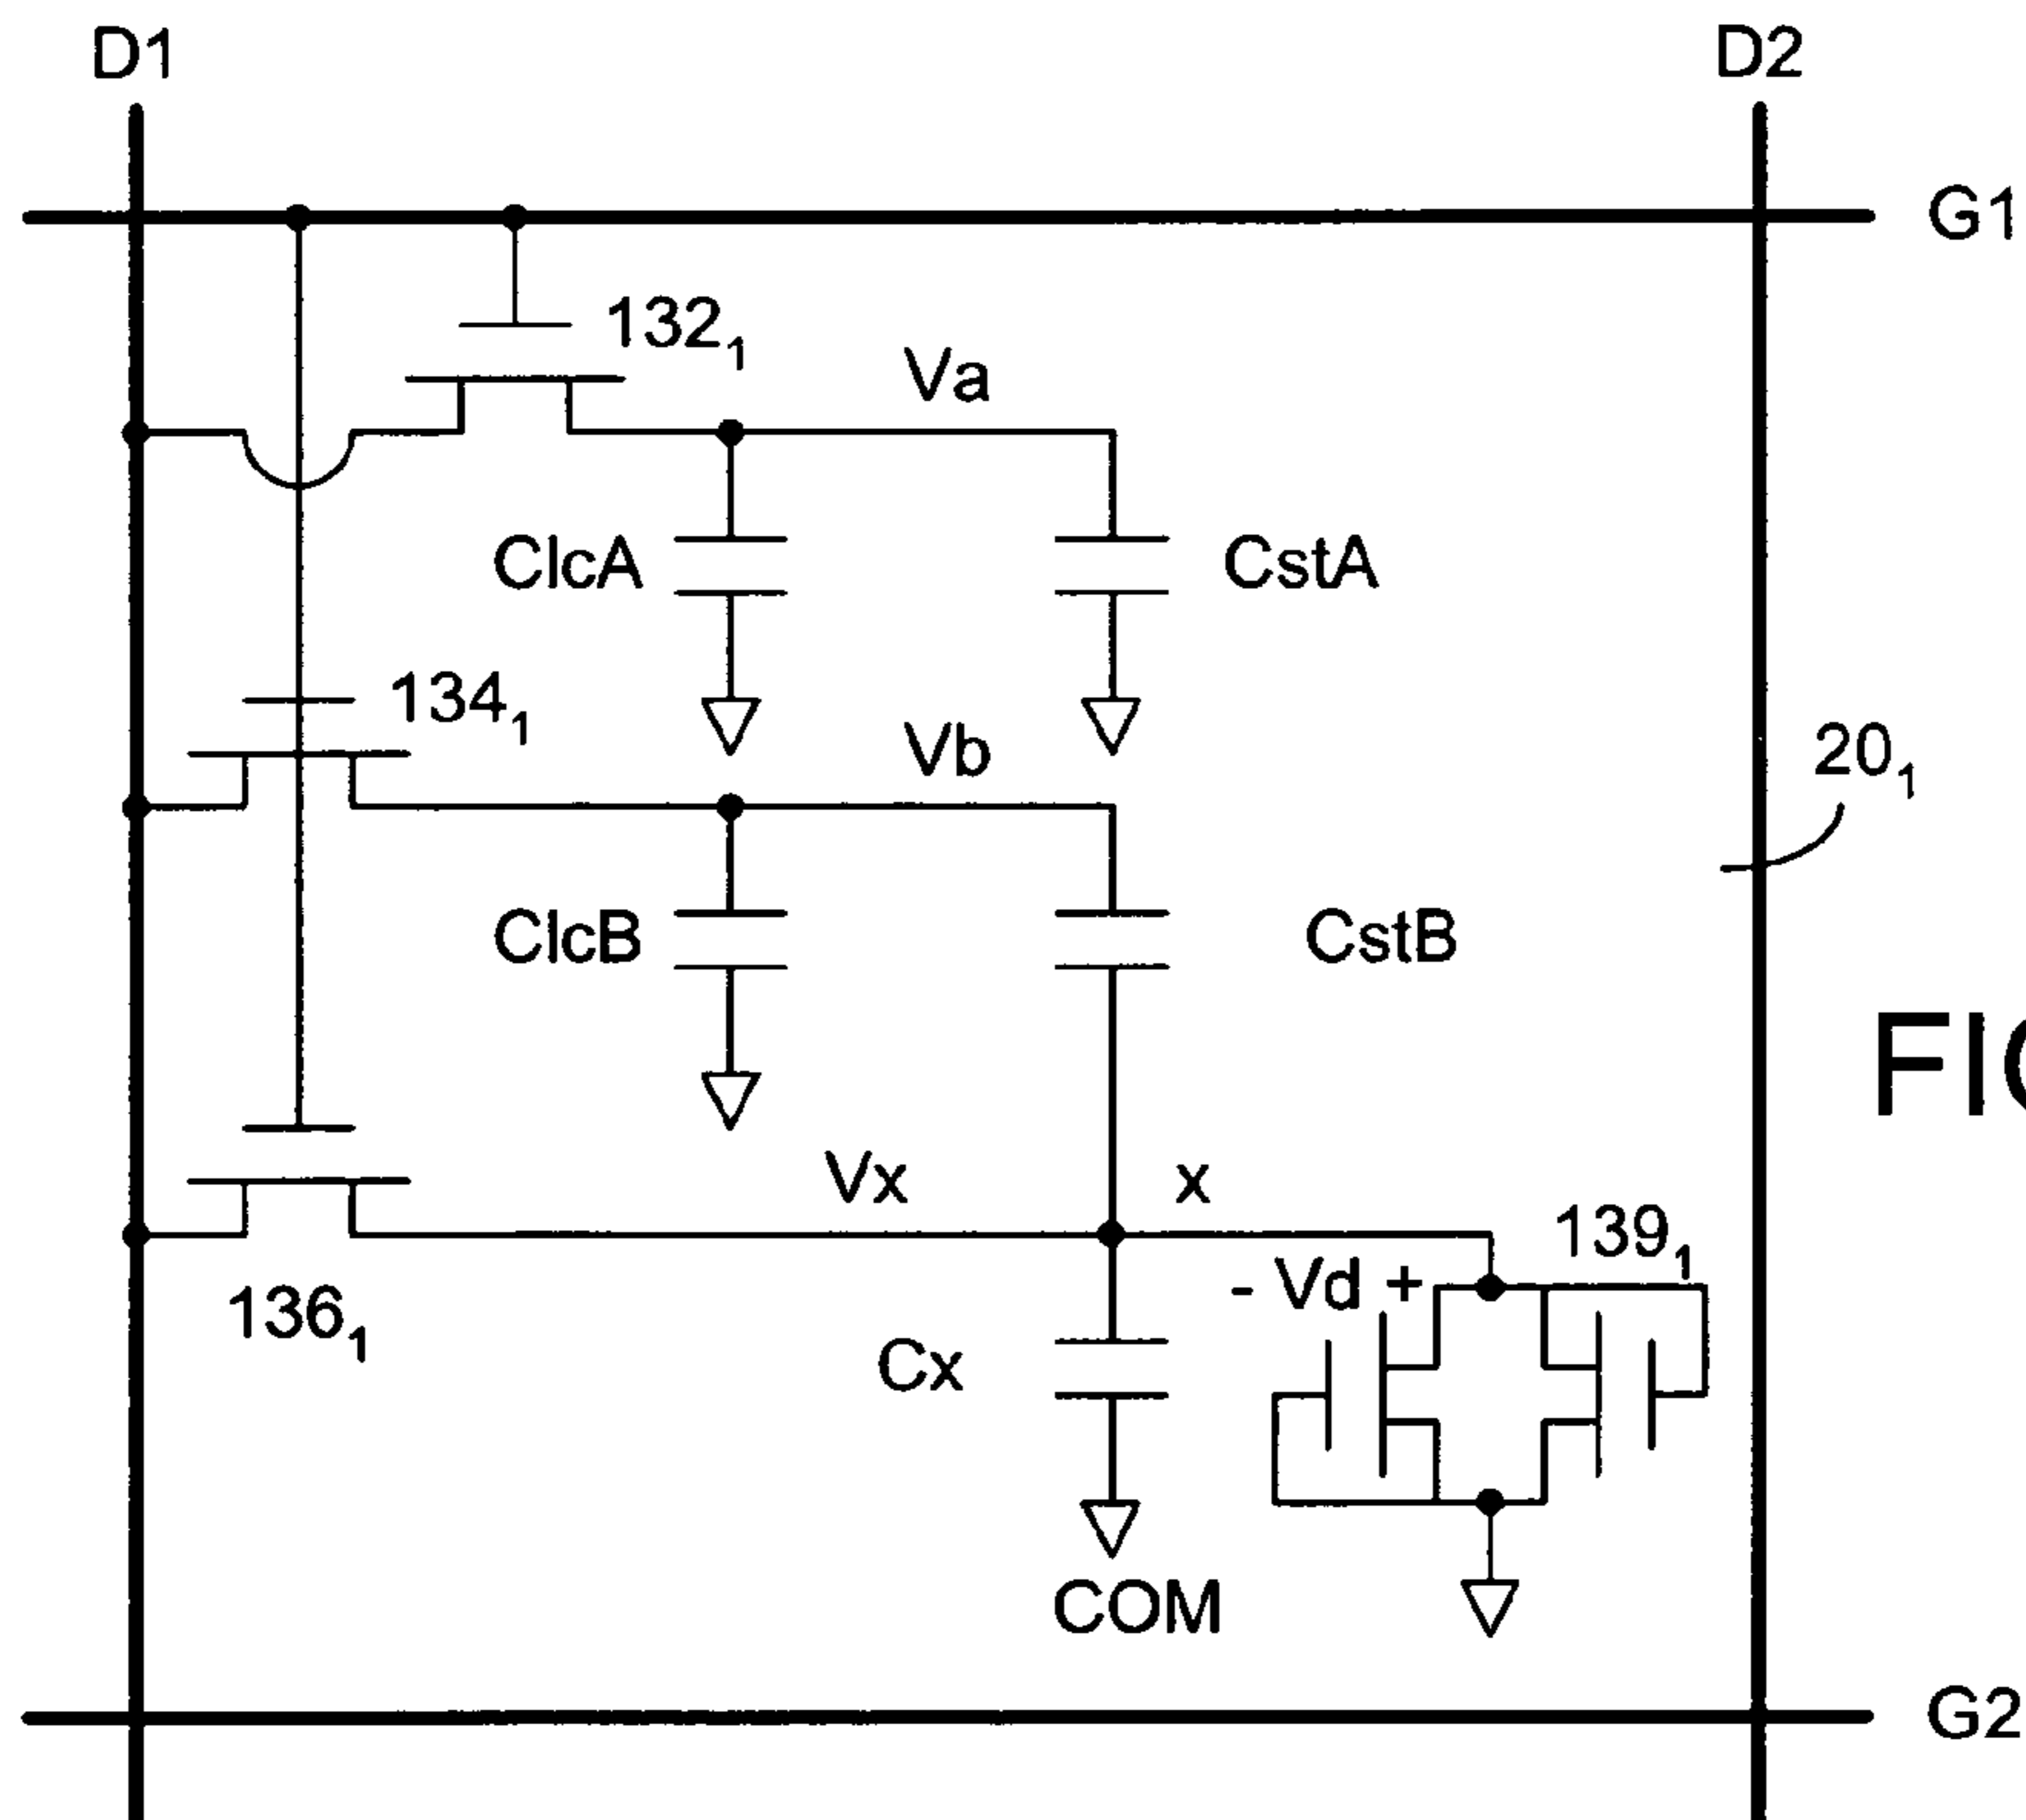 D1
D2
G1
132₁
Va
ClcA
CstA
134₁
Vb
20₁
ClcB
CstB
Vx
x
139₁
- Vd +
136₁
Cx
COM
G2